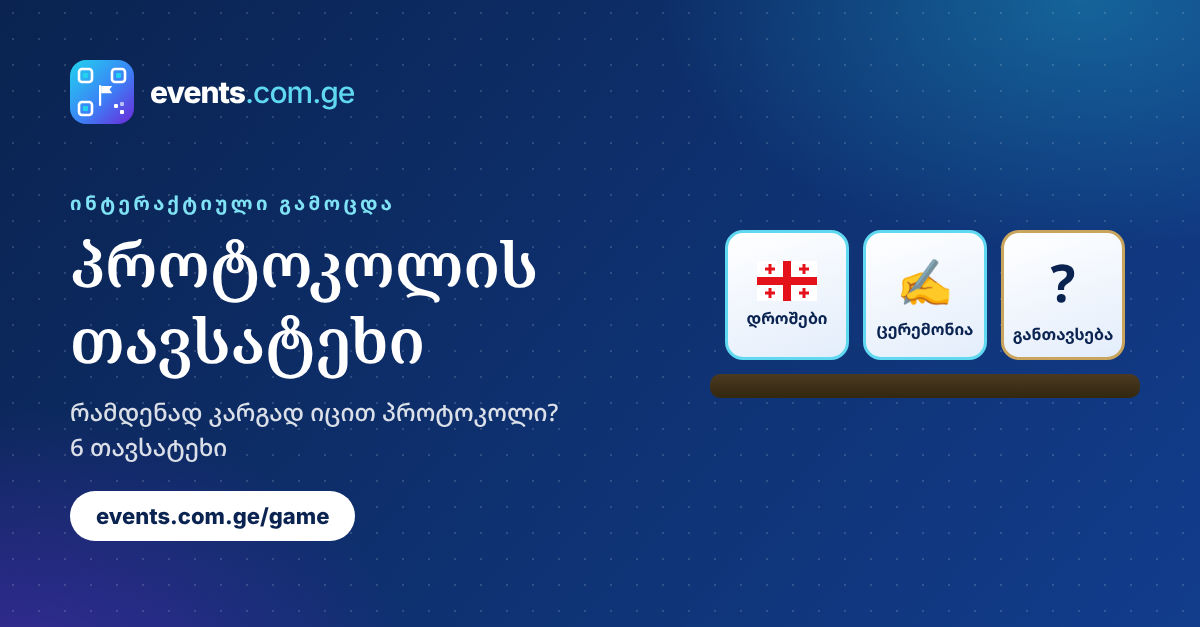 events.com.ge
ინტერაქტიული გამოცდა
პროტოკოლის
თავსატეხი
რამდენად კარგად იცით პროტოკოლი?
6 თავსატეხი
events.com.ge/game
დროშები
ცერემონია
?
განთავსება